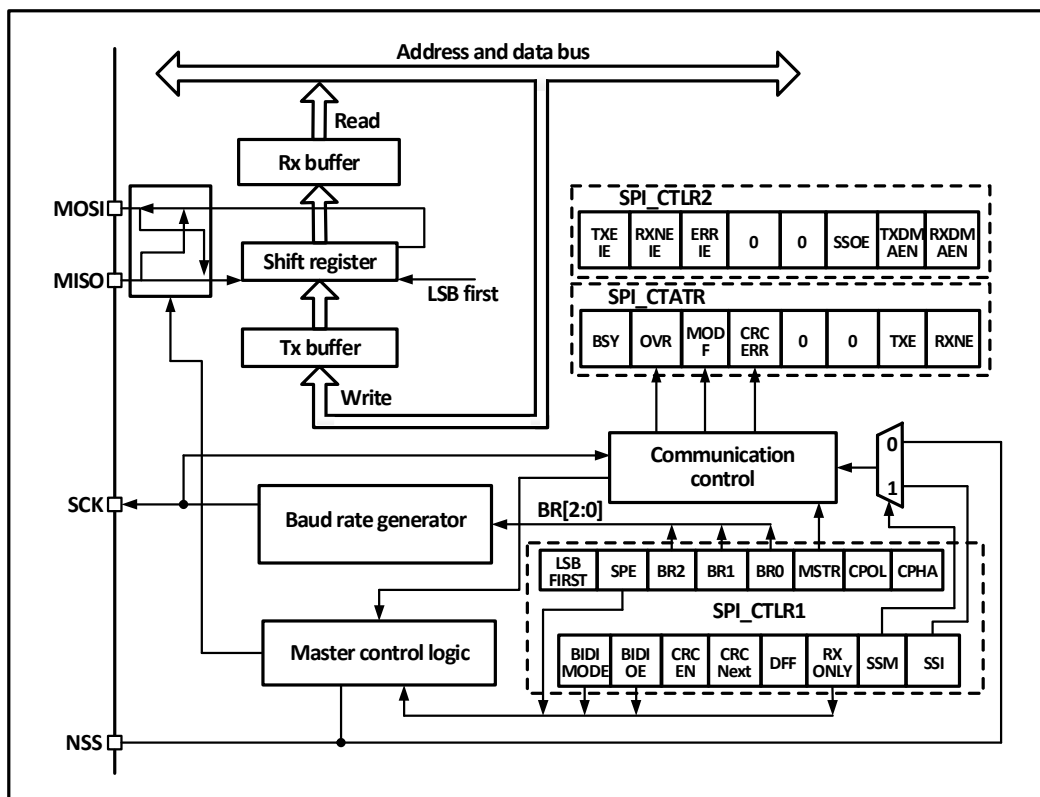 Address and data bus
Read
Rx buffer
MOSI
SPI_CTLR2
TXE
IE
RXNE
IE
ERR
IE
0
0
SSOE
TXDM
AEN
RXDM
AEN
Shift register
MISO
LSB first
SPI_CTATR
BSY
OVR
MOD
F
CRC
ERR
0
0
TXE
RXNE
Tx buffer
Write
Communication
control
0
1
SCK
Baud rate generator
BR[2:0]
LSB
FIRST
SPE
BR2
BR1
BR0
MSTR
CPOL
CPHA
SPI_CTLR1
Master control logic
BIDI
MODE
BIDI
OE
CRC
EN
CRC
Next
DFF
RX
ONLY
SSM
SSI
NSS